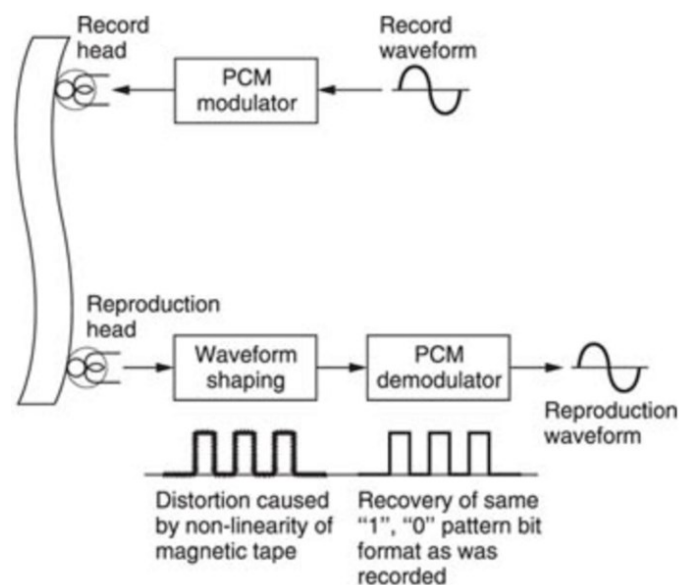 Record
head
PCM
modulator
Record
waveform
Reproduction
head
Waveform
shaping
PCM
demodulator
Reproduction
waveform
Distortion caused
by non-linearity of
magnetic tape
Recovery of same
“1”, “0” pattern bit
format as was
recorded